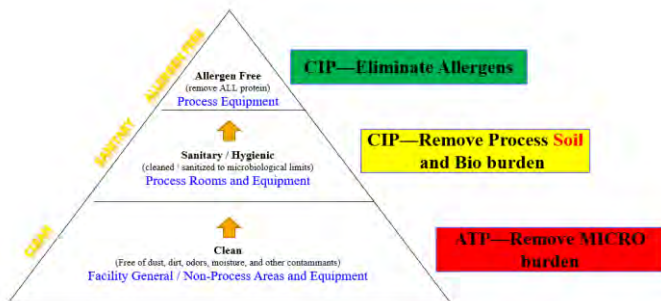 ALLERGEN FREE
Allergen Free
(remove ALL protein)
Process Equipment
CIP—Eliminate Allergens
SANITARY
Sanitary / Hygienic
(cleaned / sanitized to microbiological limits)
Process Rooms and Equipment
CIP—Remove Process Soil
and Bio burden
CLEAN
Clean
(Free of dust, dirt, odors, moisture, and other contaminants)
Facility General / Non-Process Areas and Equipment
ATP—Remove MICRO
burden